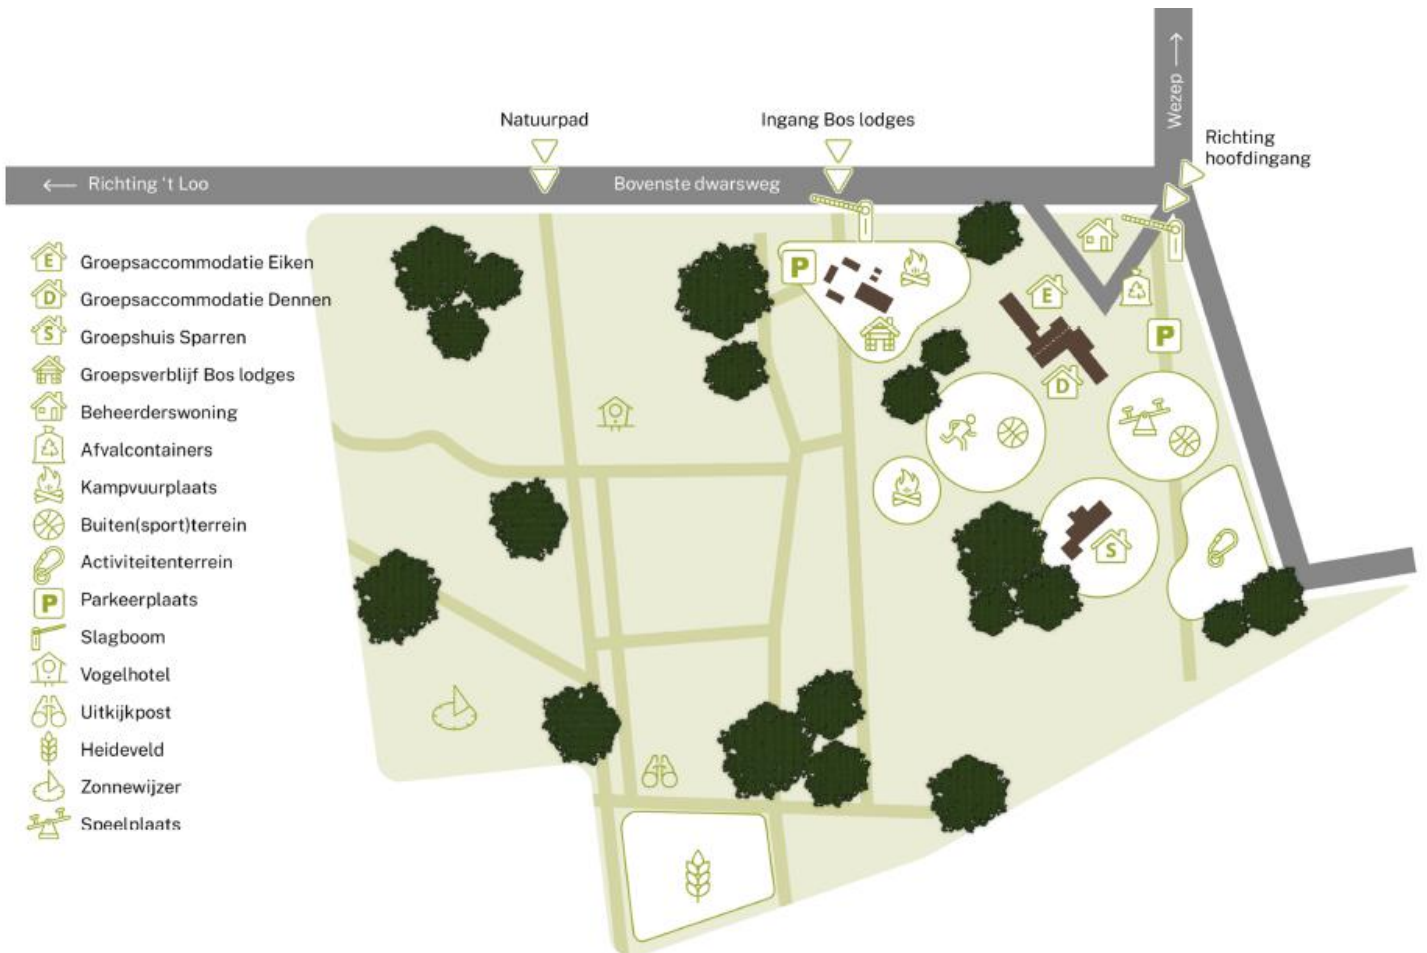 Wezep
Natuurpad
Ingang Bos lodges
Richting
hoofdingang
Richting ‘t Loo
Bovenste dwarsweg
E Groepsaccommodatie Eiken
D Groepsaccommodatie Dennen
S Groepshuis Sparren
Groepsverblijf Bos lodges
Beheerderswoning
Afvalcontainers
Kampvuurplaats
Buiten(sport)terrein
Activiteitenterrein
P Parkeerplaats
Slagboom
Vogelhotel
Uitkijkpost
Heideveld
Zonnewijzer
Speelplaats
P
E
P
D
S